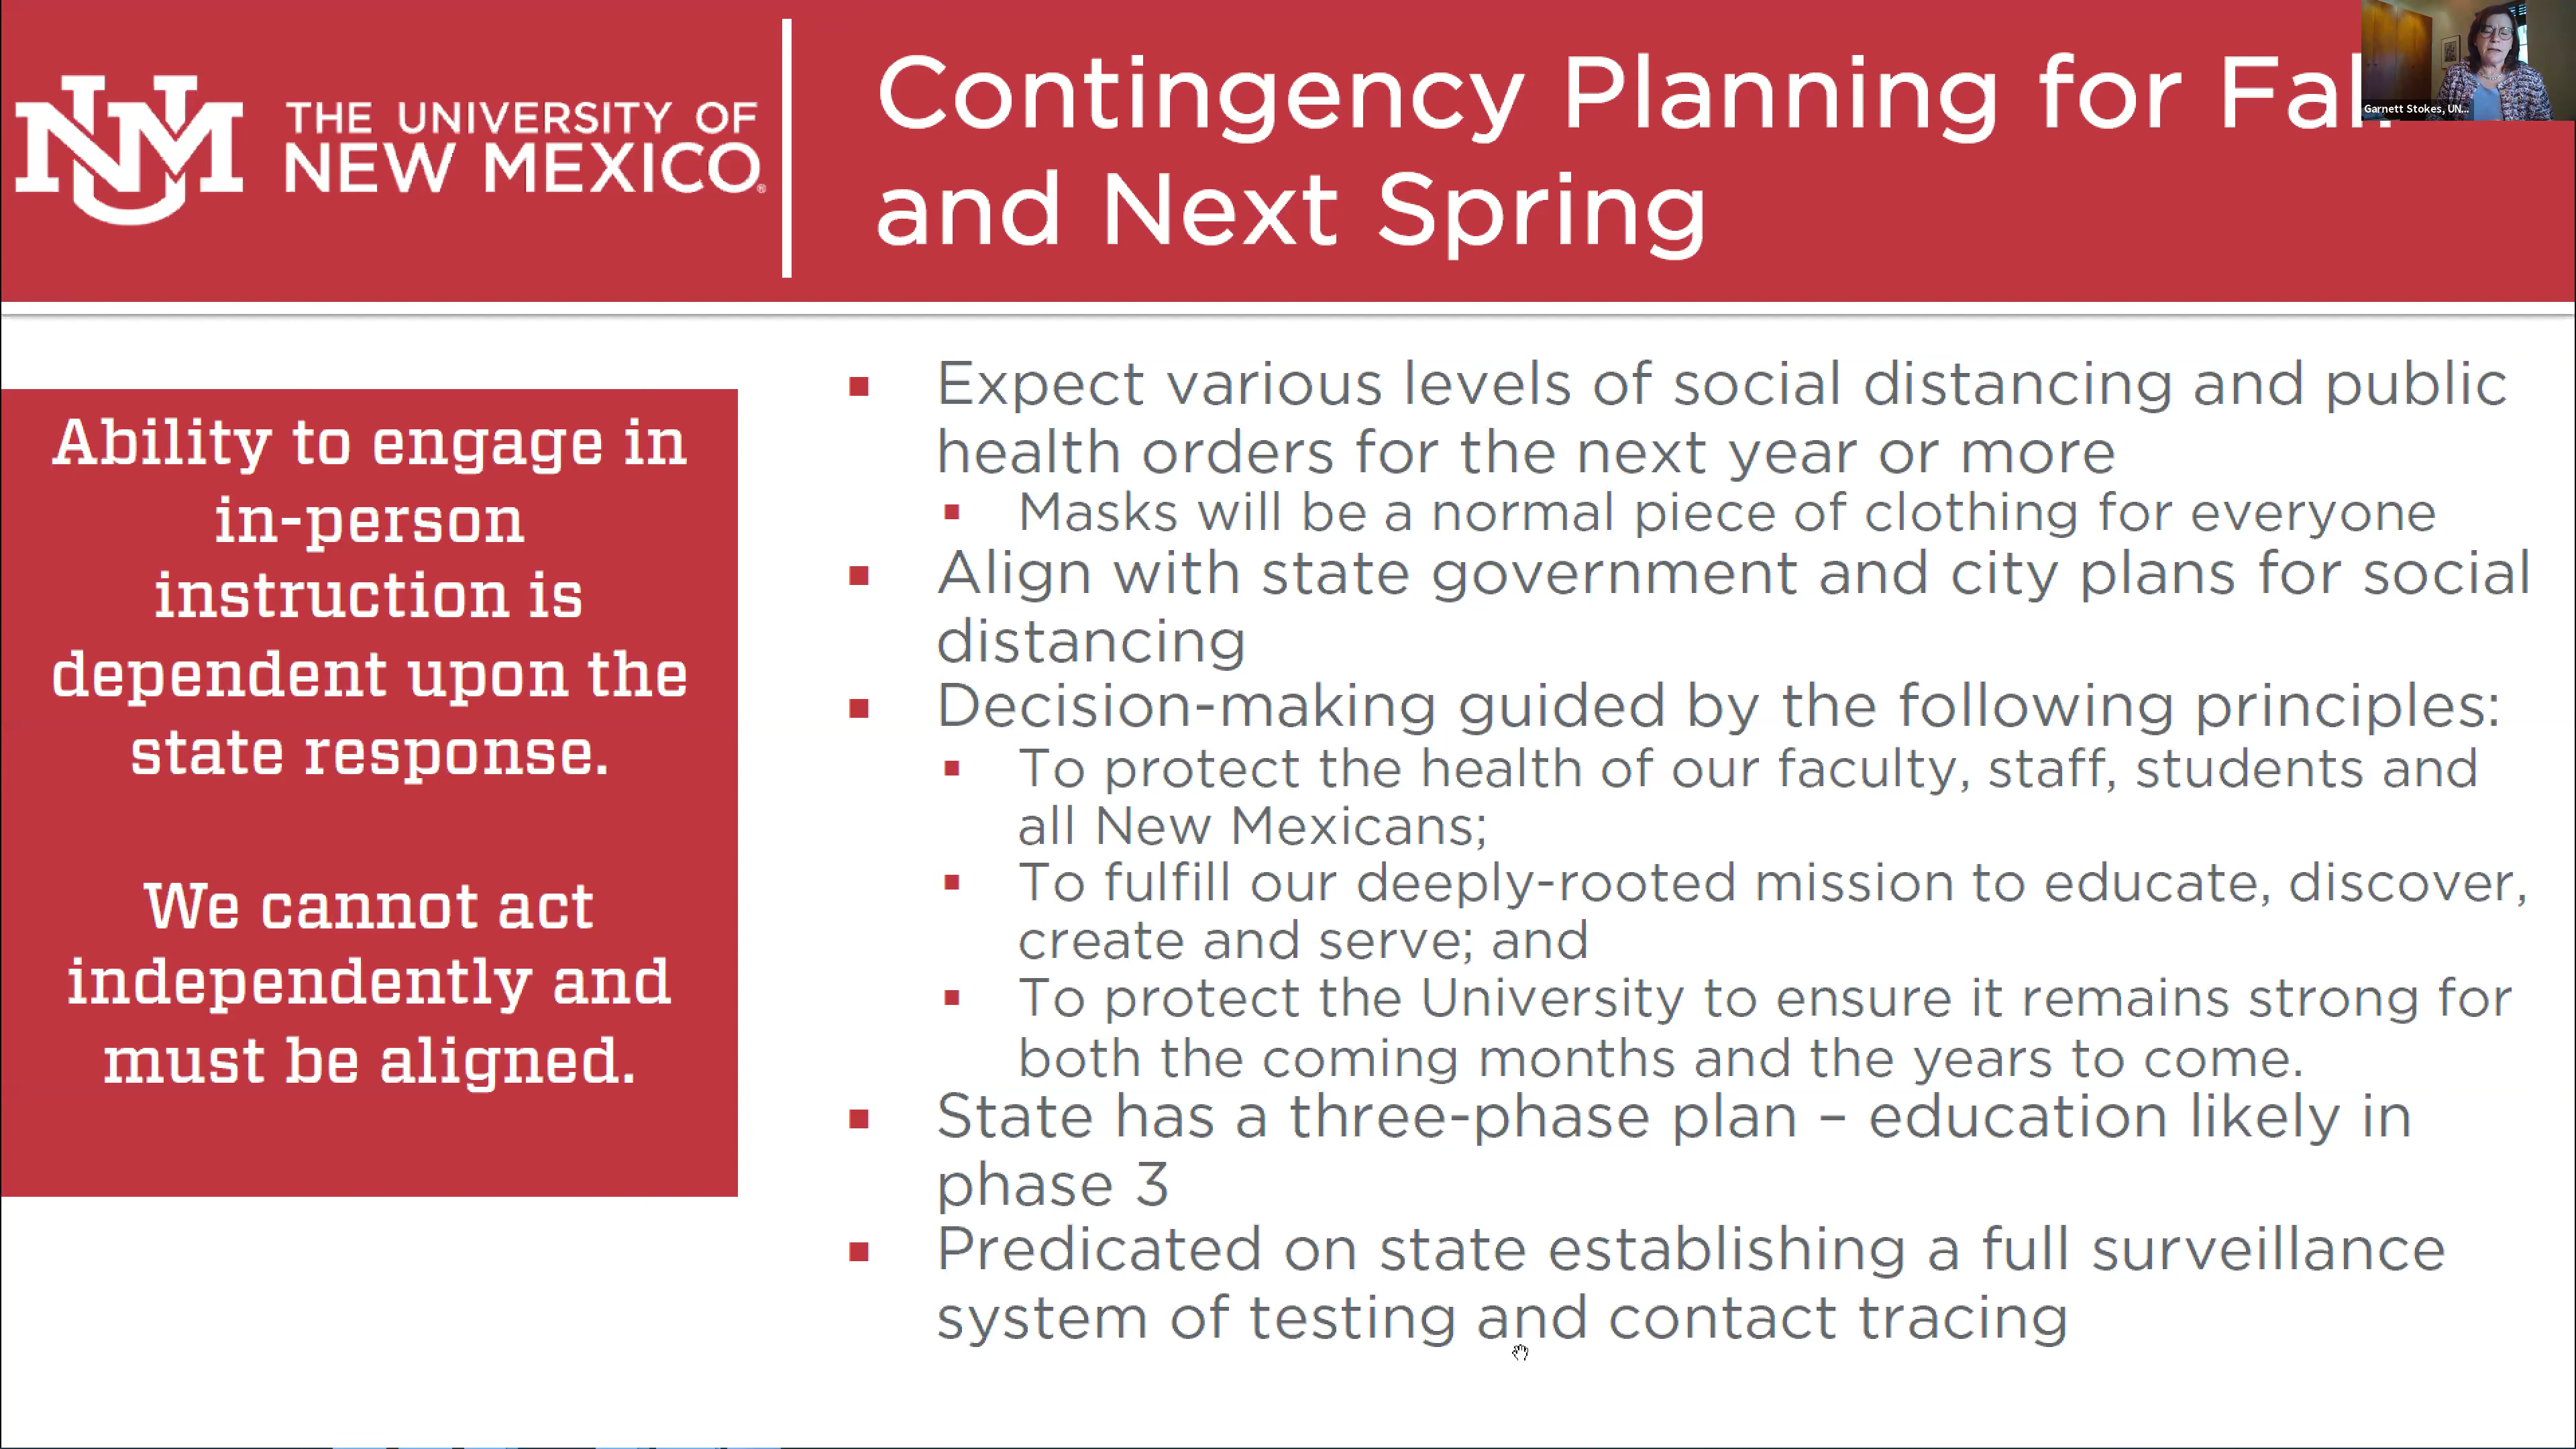 UNM
THE UNIVERSITY OF
NEW MEXICO®
Contingency Planning for Fal
and Next Spring
Garnett Stokes, UN...
Ability to engage in
in-person
instruction is
dependent upon the
state response.
We cannot act
independently and
must be aligned.
▪ Expect various levels of social distancing and public
health orders for the next year or more
▪ Masks will be a normal piece of clothing for everyone
▪ Align with state government and city plans for social
distancing
▪ Decision-making guided by the following principles:
▪ To protect the health of our faculty, staff, students and
all New Mexicans;
▪ To fulfill our deeply-rooted mission to educate, discover,
create and serve; and
▪ To protect the University to ensure it remains strong for
both the coming months and the years to come.
▪ State has a three-phase plan – education likely in
phase 3
▪ Predicated on state establishing a full surveillance
system of testing and contact tracing